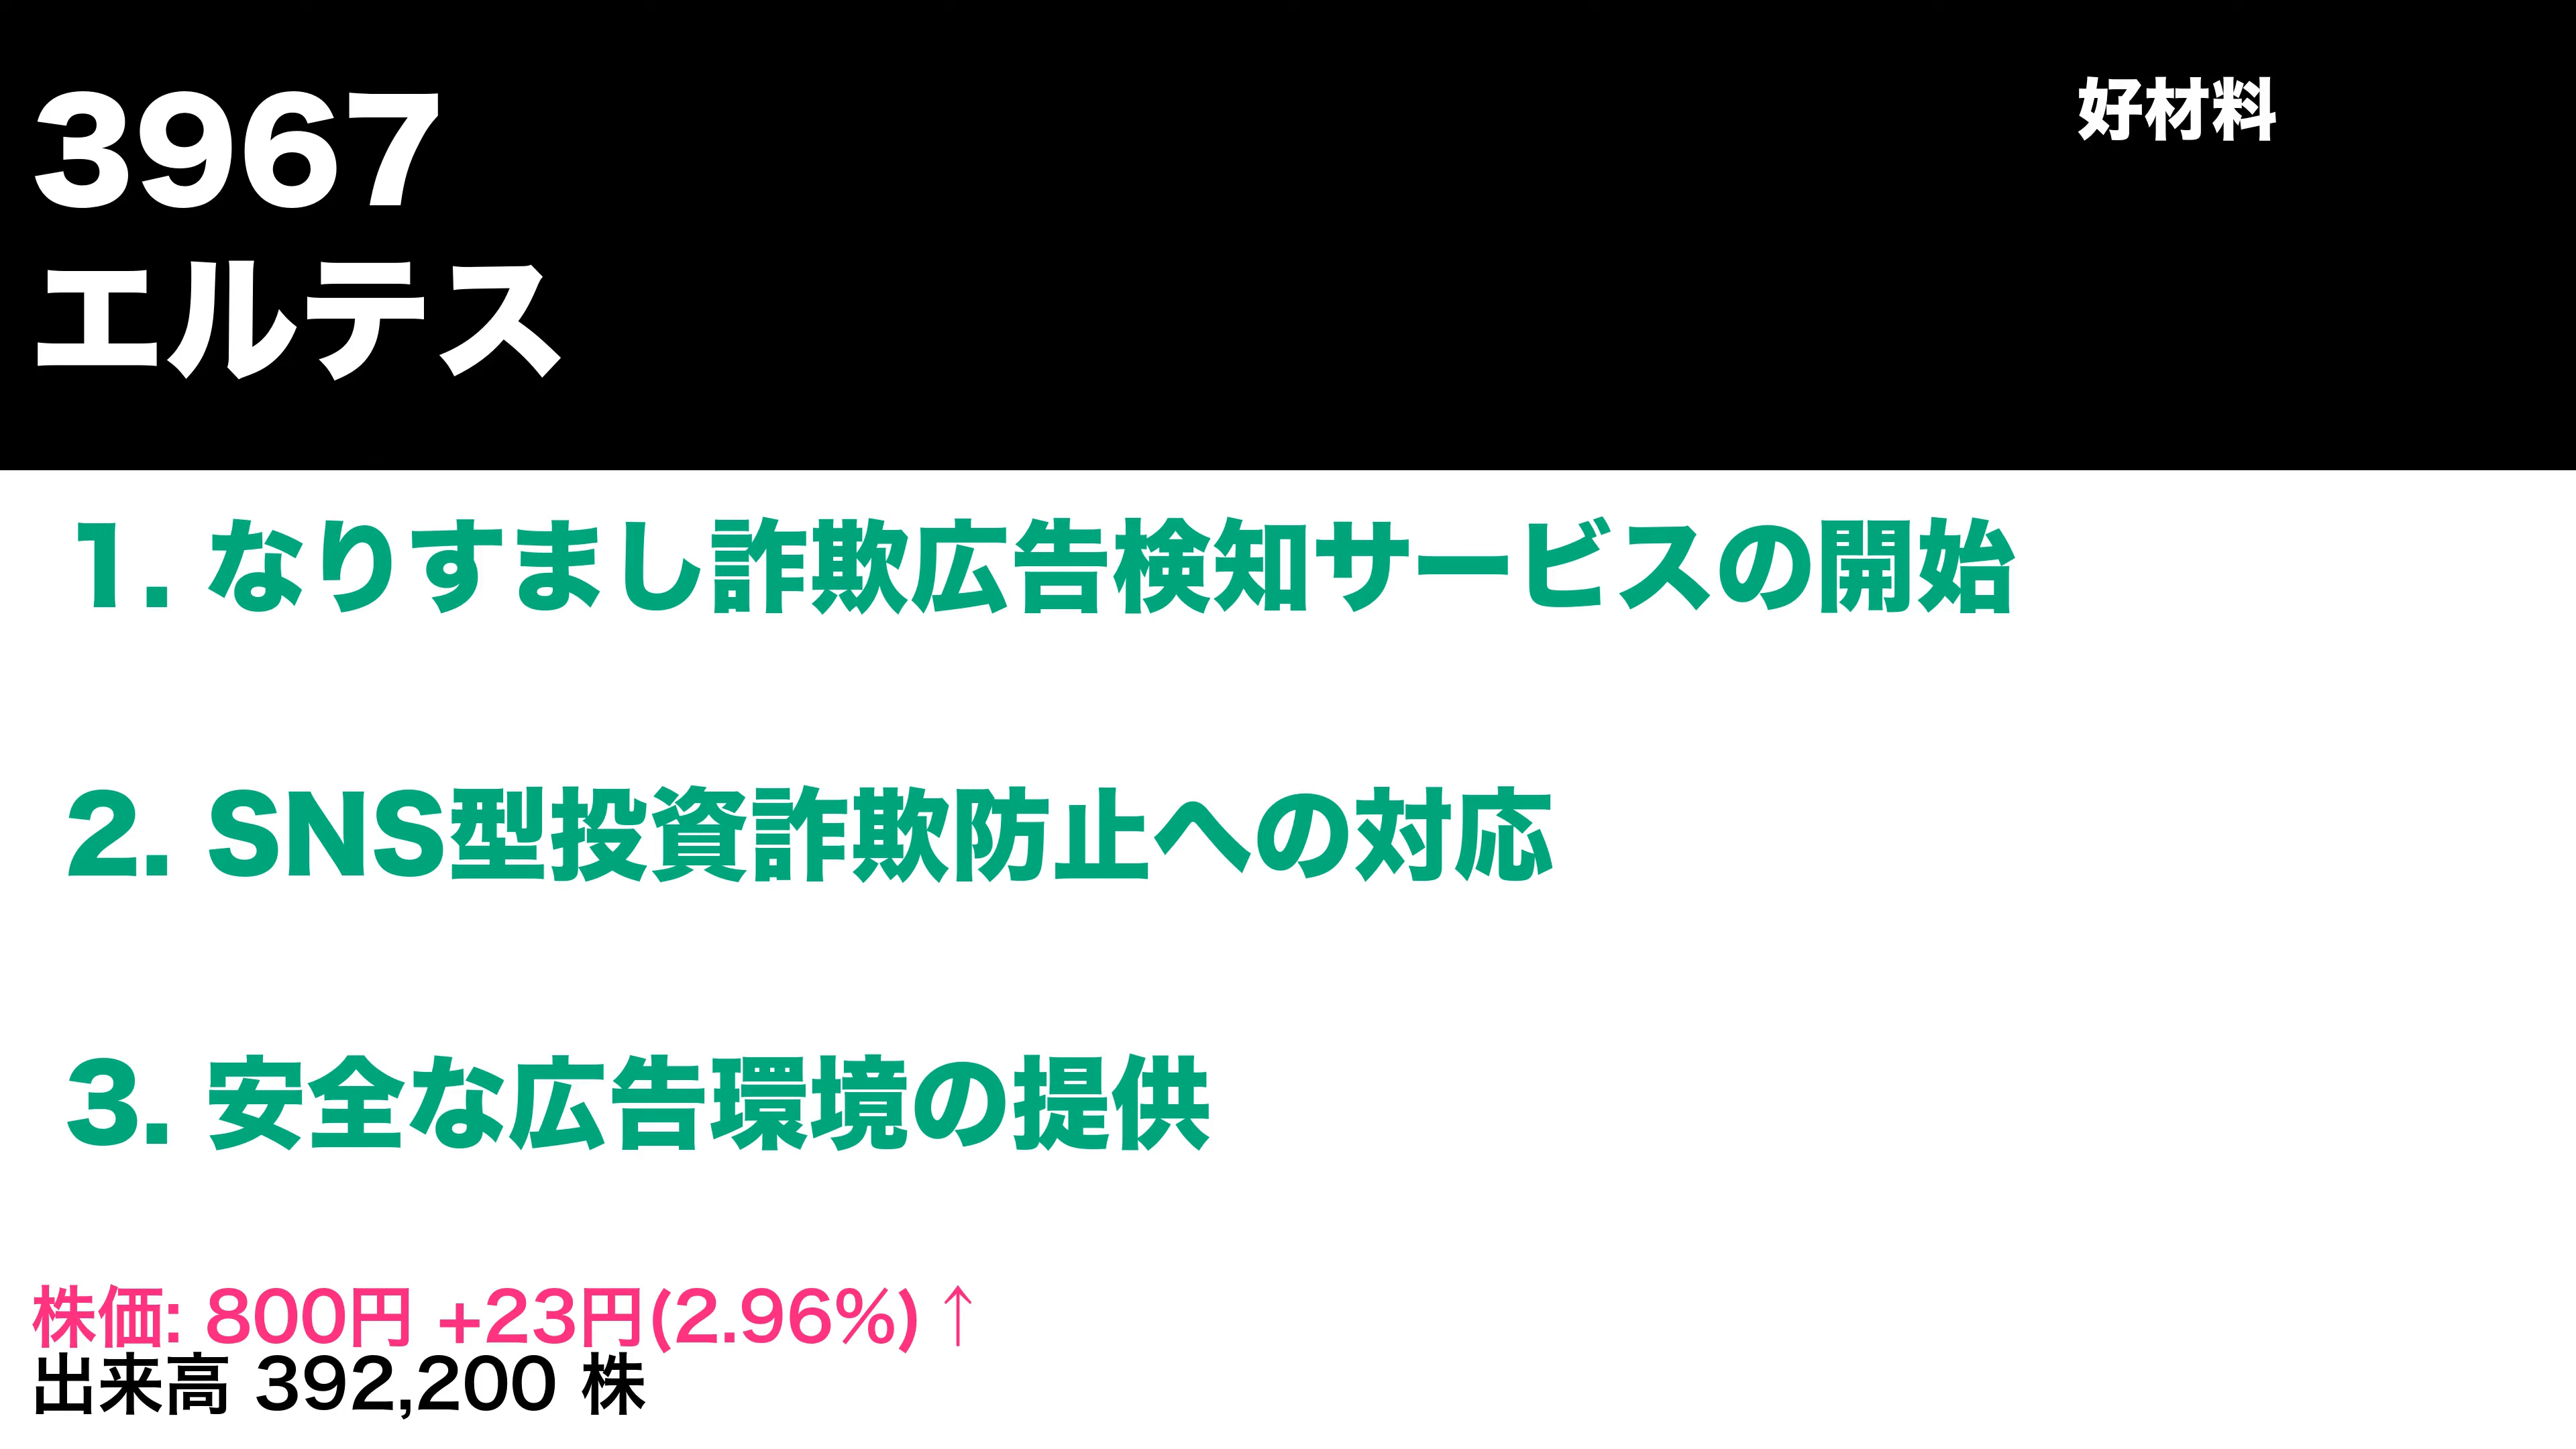 3967
エルテス
好材料
1. なりすまし詐欺広告検知サービスの開始
2. SNS型投資詐欺防止への対応
3. 安全な広告環境の提供
株価: 800円 +23円(2.96%)↑
出来高 392,200 株